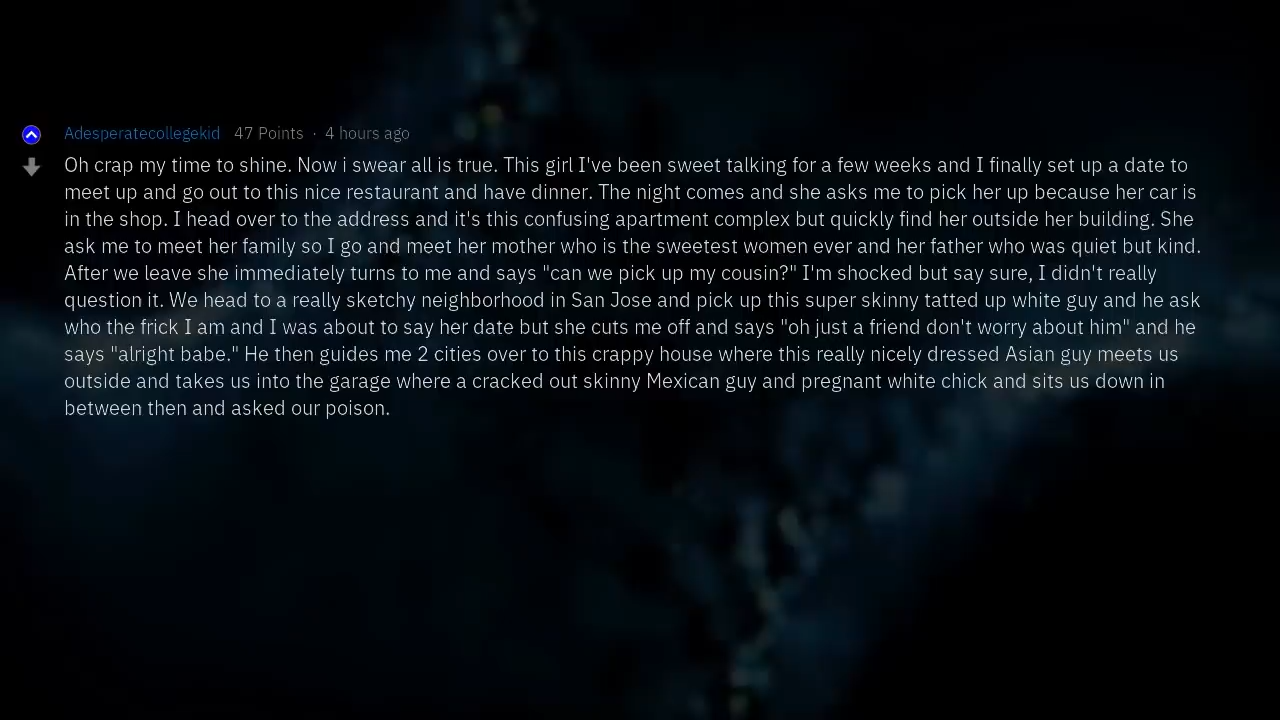 Adesperatecollegekid 47 Points · 4 hours ago
Oh crap my time to shine. Now i swear all is true. This girl I've been sweet talking for a few weeks and I finally set up a date to
meet up and go out to this nice restaurant and have dinner. The night comes and she asks me to pick her up because her car is
in the shop. I head over to the address and it's this confusing apartment complex but quickly find her outside her building. She
ask me to meet her family so I go and meet her mother who is the sweetest women ever and her father who was quiet but kind.
After we leave she immediately turns to me and says "can we pick up my cousin?" I'm shocked but say sure, I didn't really
question it. We head to a really sketchy neighborhood in San Jose and pick up this super skinny tatted up white guy and he ask
who the frick I am and I was about to say her date but she cuts me off and says "oh just a friend don't worry about him" and he
says "alright babe." He then guides me 2 cities over to this crappy house where this really nicely dressed Asian guy meets us
outside and takes us into the garage where a cracked out skinny Mexican guy and pregnant white chick and sits us down in
between then and asked our poison.